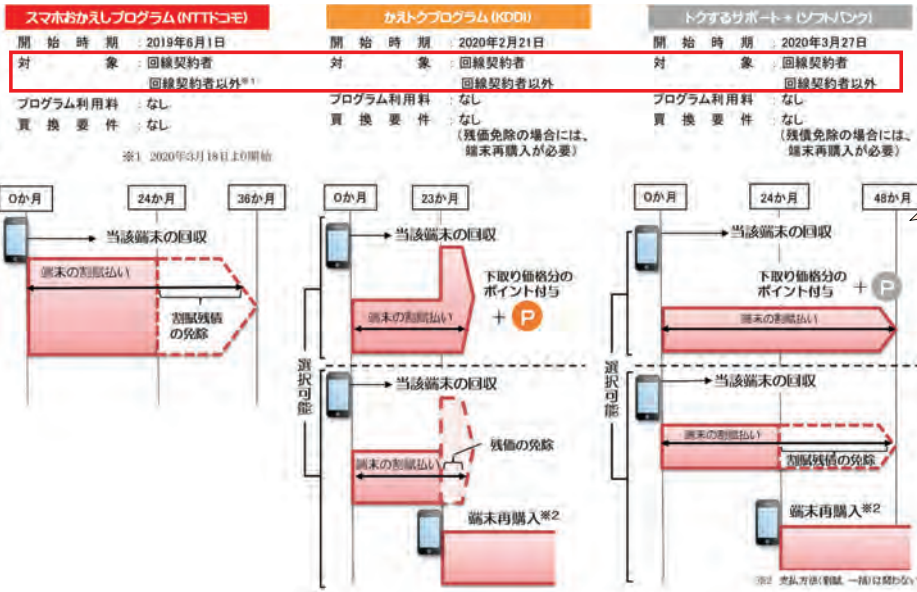 スマホおかえしプログラム(NTTドコモ)
開始時期：2019年6月1日
対象：回線契約者
回線契約者以外※1
プログラム利用料：なし
買換要件：なし
※1 2020年3月18日より開始
0か月
24か月
36か月
当該端末の回収
端末の割賦払い
割賦残債
の免除
かえトクプログラム(KDDI)
開始時期：2020年2月21日
対象：回線契約者
回線契約者以外
プログラム利用料：なし
買換要件：なし
(残価免除の場合には、
端末再購入が必要)
0か月
23か月
選択可能
当該端末の回収
下取り価格分の
ポイント付与
端末の割賦払い
+ P
当該端末の回収
残価の免除
端末の割賦払い
端末再購入※2
トクするサポート+(ソフトバンク)
開始時期：2020年3月27日
対象：回線契約者
回線契約者以外
プログラム利用料：なし
買換要件：なし
(残債免除の場合には、
端末再購入が必要)
0か月
24か月
48か月
選択可能
当該端末の回収
下取り価格分の
ポイント付与
+ P
端末の割賦払い
当該端末の回収
端末の割賦払い
割賦残債の免除
端末再購入※2
※2 支払方法(割賦、一括)は問わない